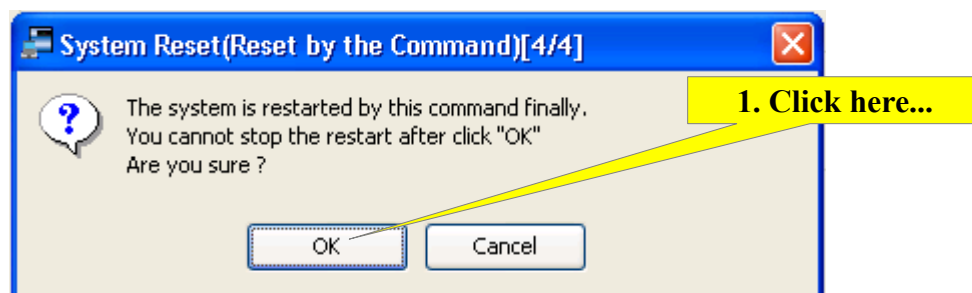 System Reset(Reset by the Command)[4/4]
1. Click here...
The system is restarted by this command finally.
You cannot stop the restart after click "OK"
Are you sure ?
OK
Cancel